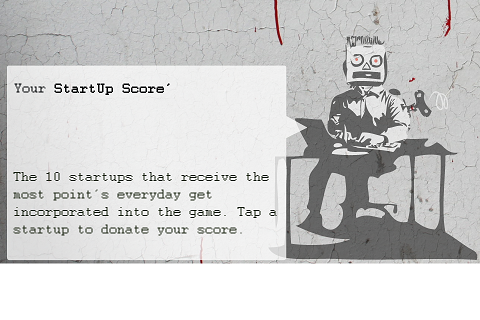 Your StartUp Score´
The 10 startups that receive the
most point´s everyday get
incorporated into the game. Tap a
startup to donate your score.